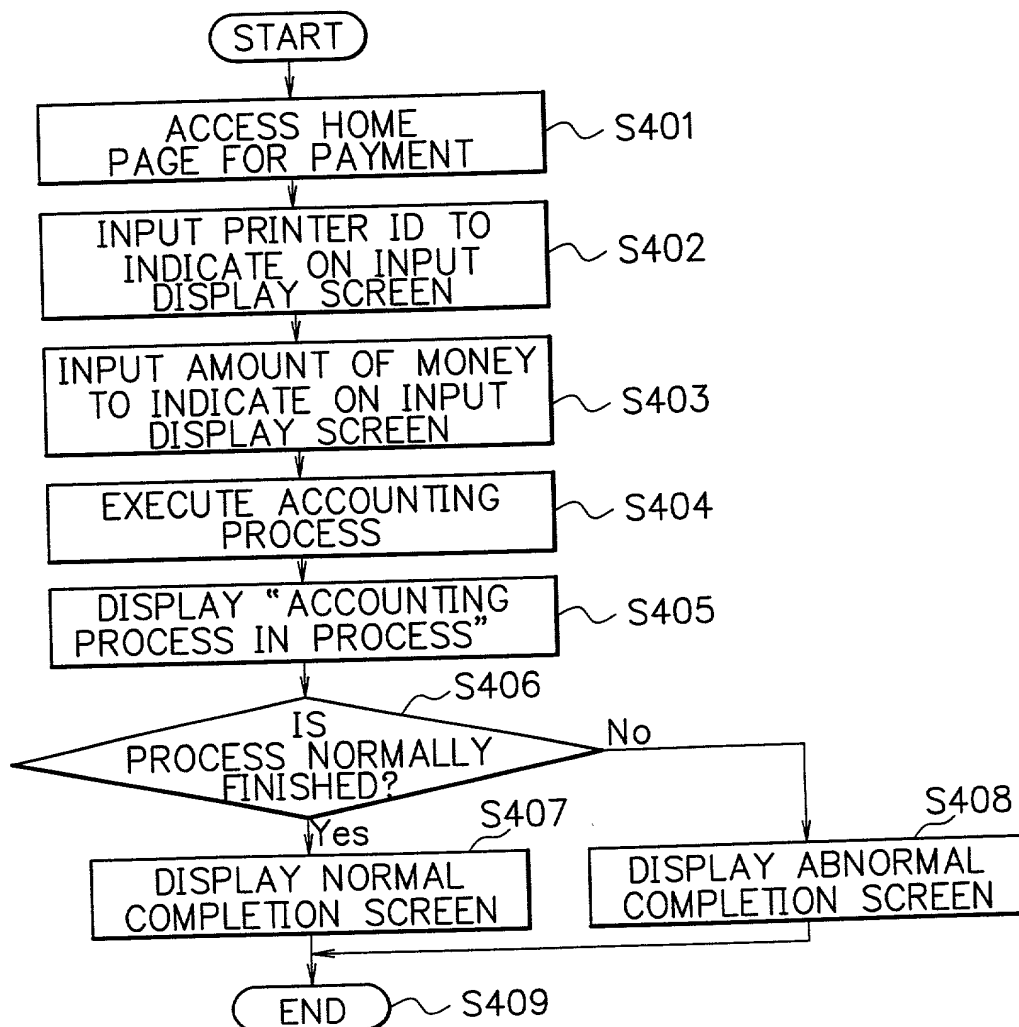 START
ACCESS HOME
PAGE FOR PAYMENT
S401
INPUT PRINTER ID TO
INDICATE ON INPUT
DISPLAY SCREEN
S402
INPUT AMOUNT OF MONEY
TO INDICATE ON INPUT
DISPLAY SCREEN
S403
EXECUTE ACCOUNTING
PROCESS
S404
DISPLAY “ACCOUNTING
PROCESS IN PROCESS”
S405
S406
IS
PROCESS NORMALLY
FINISHED?
No
Yes
S407
DISPLAY NORMAL
COMPLETION SCREEN
S408
DISPLAY ABNORMAL
COMPLETION SCREEN
END
S409